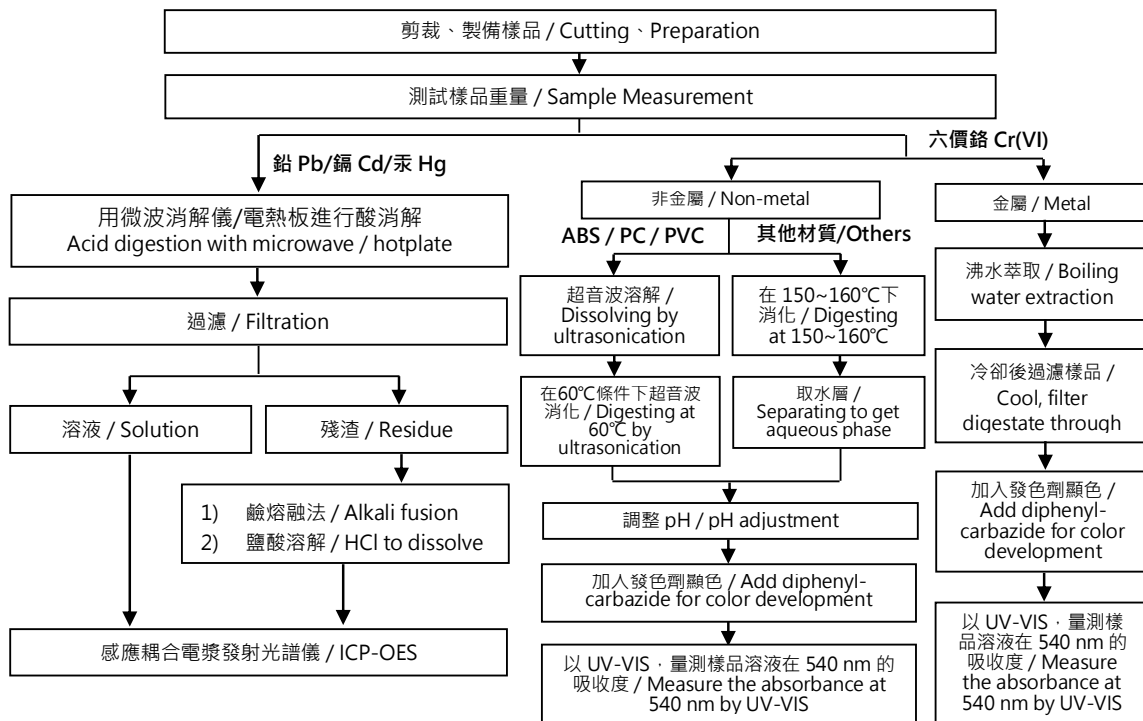 剪裁、製備樣品 / Cutting、Preparation
測試樣品重量 / Sample Measurement
鉛 Pb/鎘 Cd/汞 Hg
六價鉻 Cr(VI)
用微波消解儀/電熱板進行酸消解
Acid digestion with microwave / hotplate
過濾 / Filtration
溶液 / Solution
殘渣 / Residue
1) 鹼熔融法 / Alkali fusion
2) 鹽酸溶解 / HCl to dissolve
感應耦合電漿發射光譜儀 / ICP-OES
非金屬 / Non-metal
ABS / PC / PVC
其他材質/Others
超音波溶解 /
Dissolving by
ultrasonication
在60℃條件下超音波
消化 / Digesting at
60℃ by
ultrasonication
在 150~160℃下
消化 / Digesting
at 150~160℃
取水層 /
Separating to get
aqueous phase
調整 pH / pH adjustment
加入發色劑顯色 / Add diphenyl-
carbazide for color development
以 UV-VIS，量測樣品溶液在 540 nm 的
吸收度 / Measure the absorbance at
540 nm by UV-VIS
金屬 / Metal
沸水萃取 / Boiling
water extraction
冷卻後過濾樣品 /
Cool, filter
digestate through
加入發色劑顯色 /
Add diphenyl-
carbazide for color
development
以 UV-VIS，量測樣
品溶液在 540 nm 的
吸收度 / Measure
the absorbance at
540 nm by UV-VIS